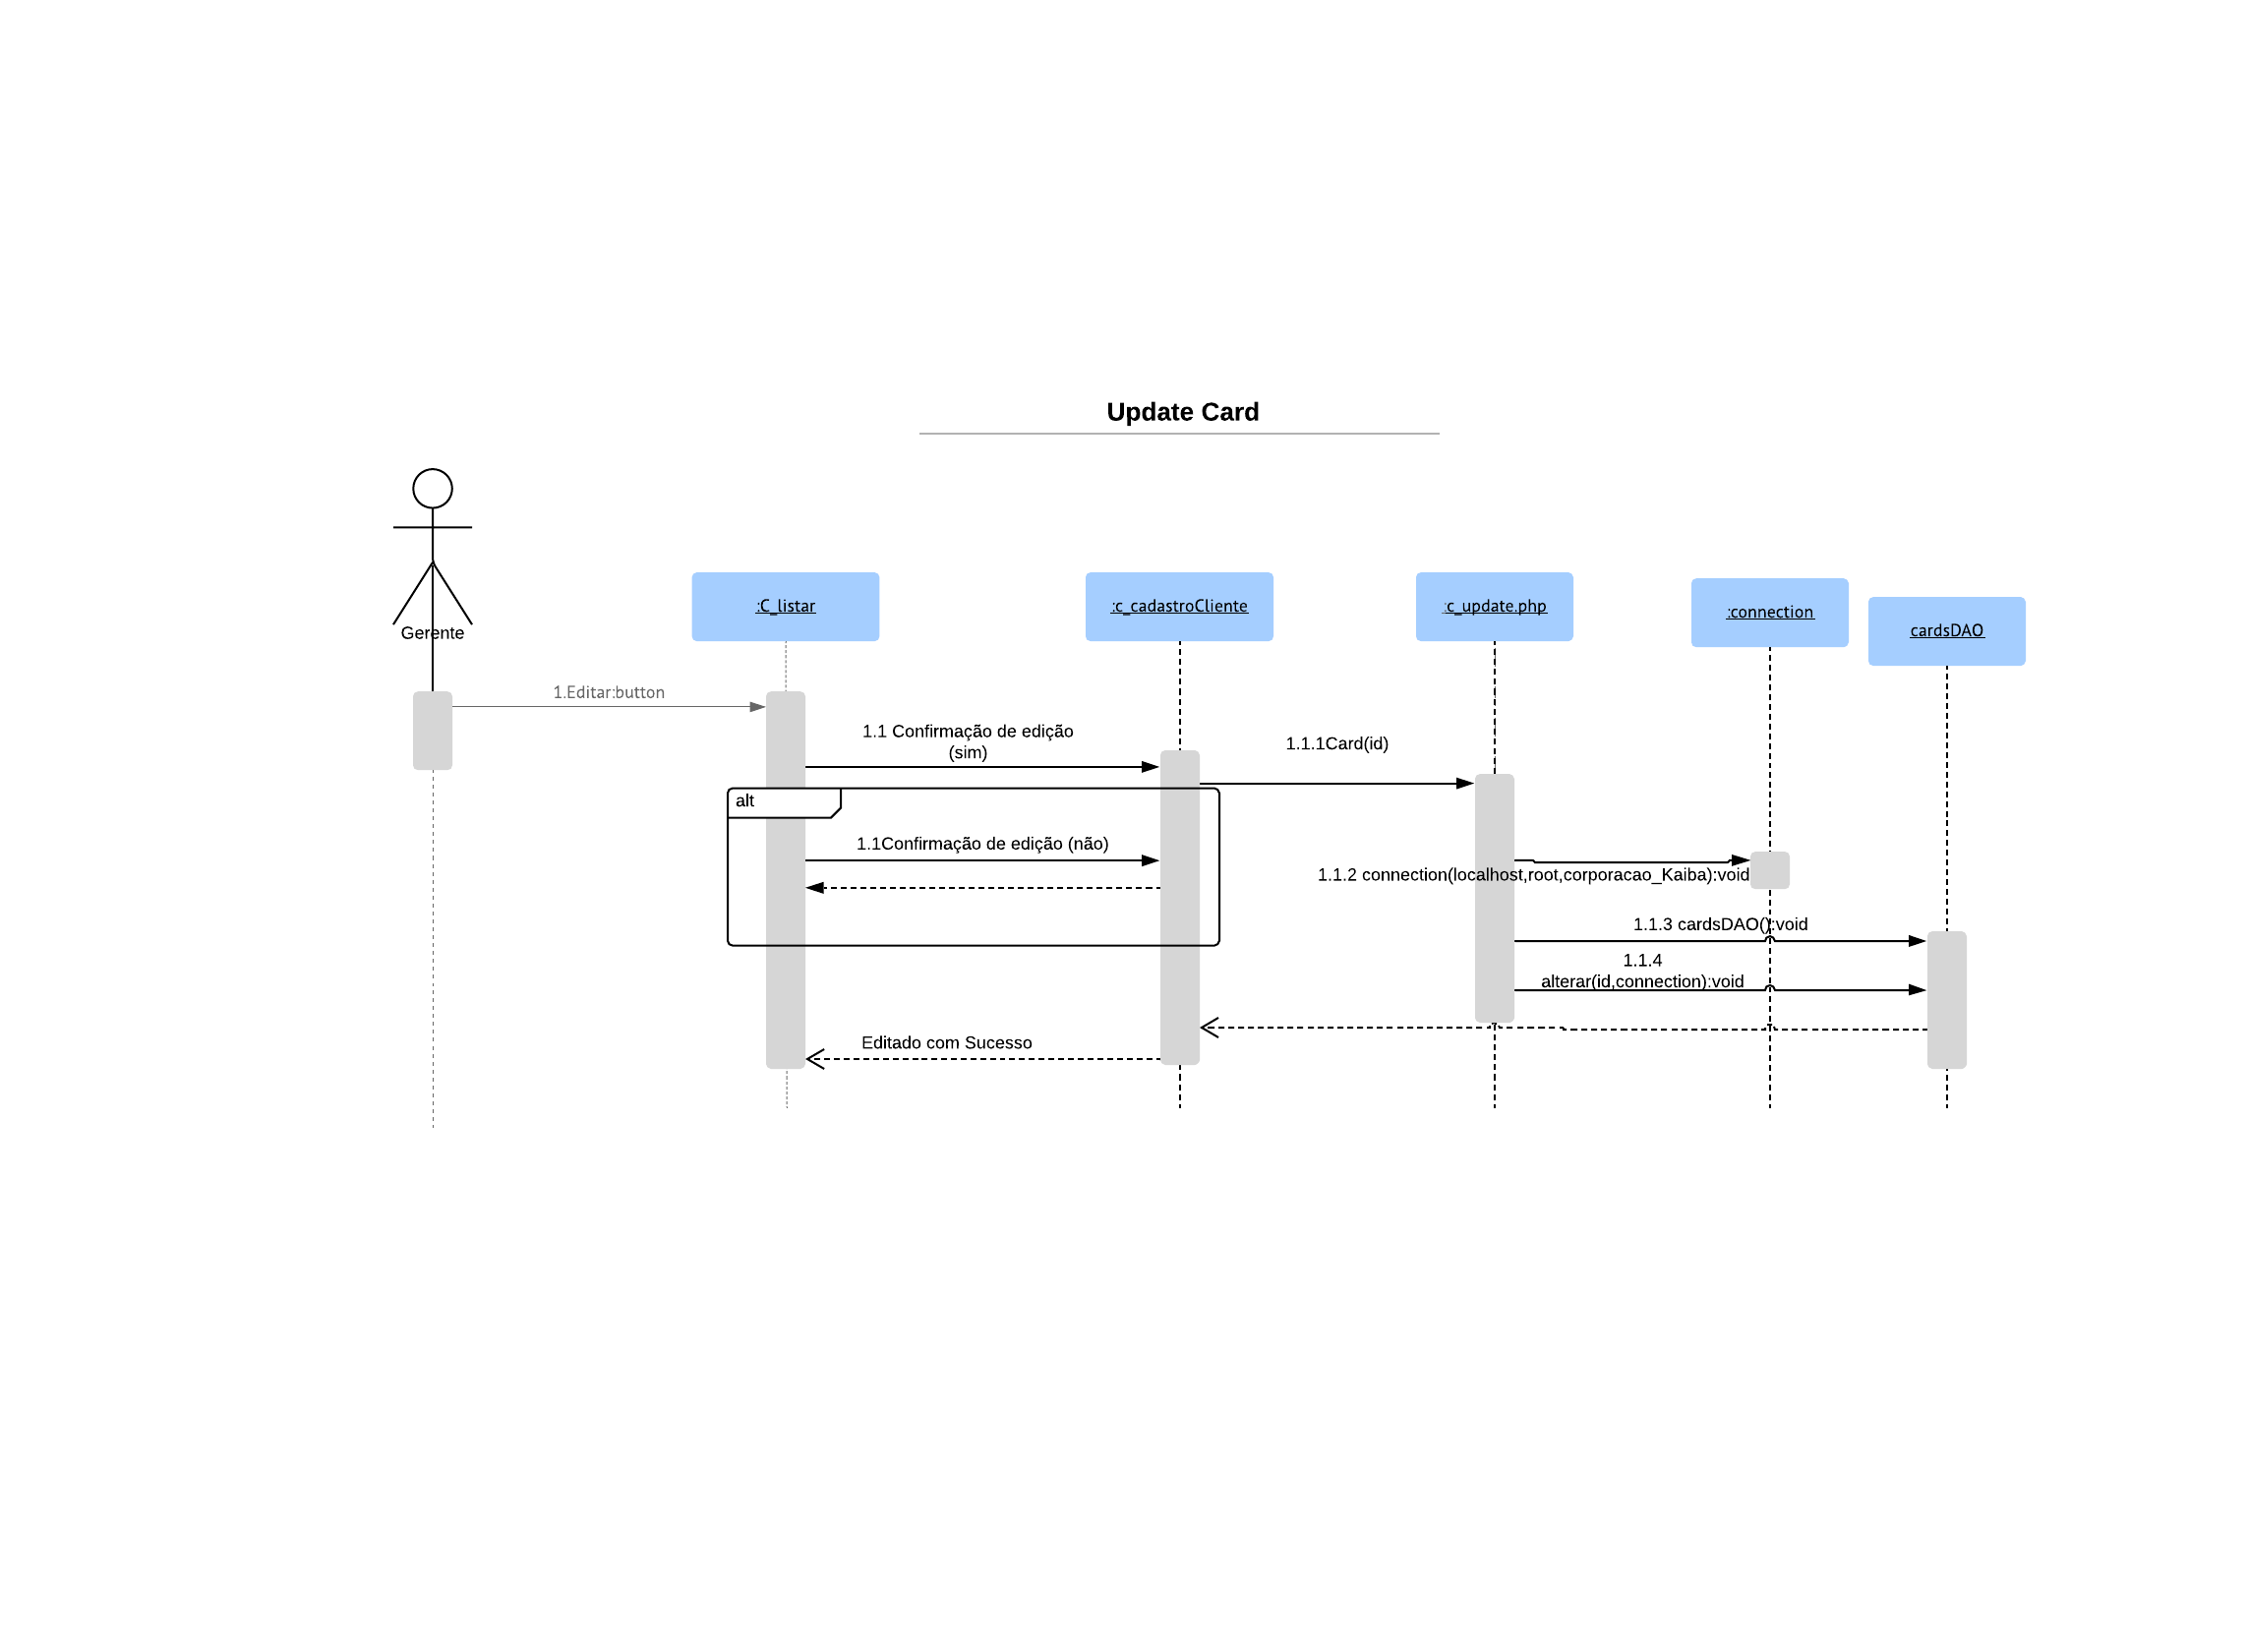 Update Card
Gerente
:C_listar
:c_cadastroCliente
:c_update.php
:connection
cardsDAO
1.Editar:button
1.1 Confirmação de edição
(sim)
1.1.1Card(id)
alt
1.1Confirmação de edição (não)
1.1.2 connection(localhost,root,corporacao_Kaiba):void
1.1.3 cardsDAO():void
1.1.4
alterar(id,connection):void
Editado com Sucesso